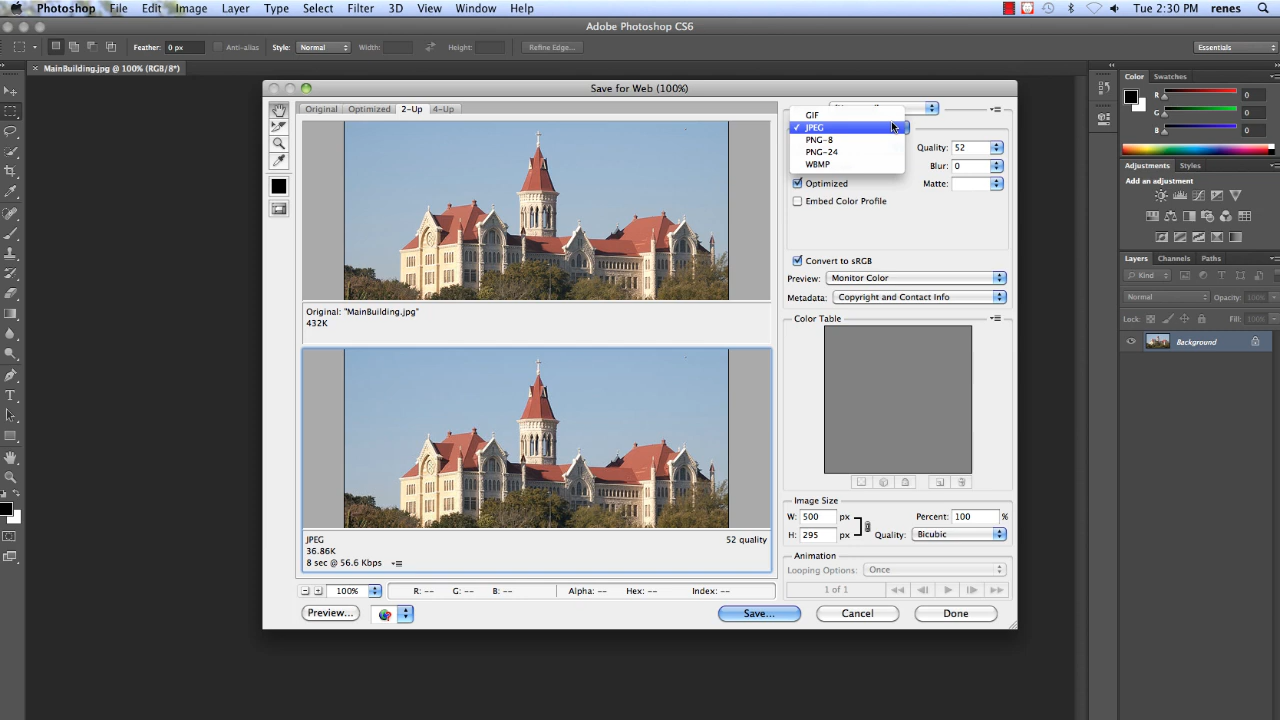 Photoshop File Edit Image Layer Type Select Filter 3D View Window Help Tue 2:30 PM renes
Adobe Photoshop CS6
Feather: 0 px Anti-alias Style: Normal Width: Height: Refine Edge... Essentials
MainBuilding.jpg @ 100% (RGB/8*)
Save for Web (100%)
Original Optimized 2-Up 4-Up
GIF
JPEG
PNG-8
PNG-24
WBMP
Quality: 52
Blur: 0
Optimized Matte:
Embed Color Profile
Convert to sRGB
Preview: Monitor Color
Metadata: Copyright and Contact Info
Color Table
Original: "MainBuilding.jpg"
432K
JPEG 52 quality
36.86K
8 sec @ 56.6 Kbps
Image Size
W: 500 px Percent: 100 %
H: 295 px Quality: Bicubic
Animation
Looping Options: Once
1 of 1
100% R: -- G: -- B: -- Alpha: -- Hex: -- Index: --
Preview... Save... Cancel Done
Color Swatches
R 0
G 0
B 0
Adjustments Styles
Add an adjustment
Layers Channels Paths
Kind
Normal Opacity: 100%
Lock: Fill: 100%
Background